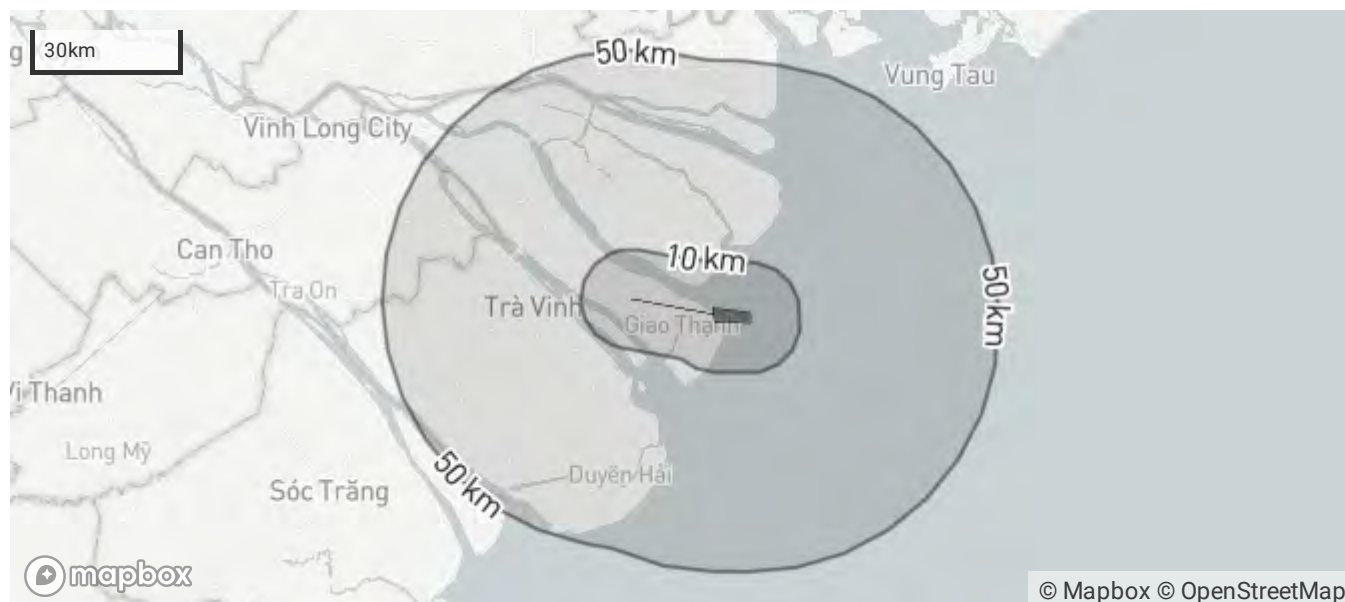 50 km
30km
g
Vung Tau
Vinh Long City
Can Tho
10 km
Tra On
Trà Vinh
50 km
Giao Thạnh
Vi Thanh
Long Mỹ
50 km
Duyên Hải
Sóc Trăng
mapbox
© Mapbox © OpenStreetMap